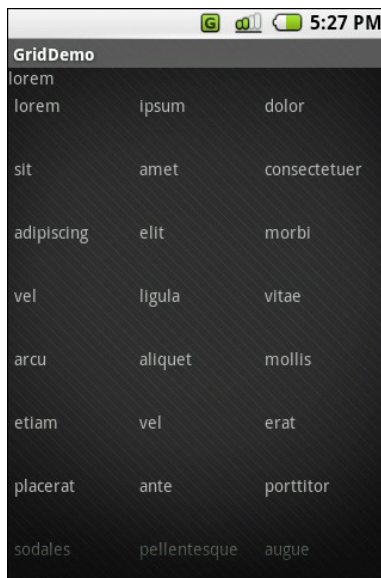 G 5:27 PM
GridDemo
lorem
lorem ipsum dolor
sit amet consectetuer
adipiscing elit morbi
vel ligula vitae
arcu aliquet mollis
etiam vel erat
placerat ante porttitor
sodales pellentesque augue